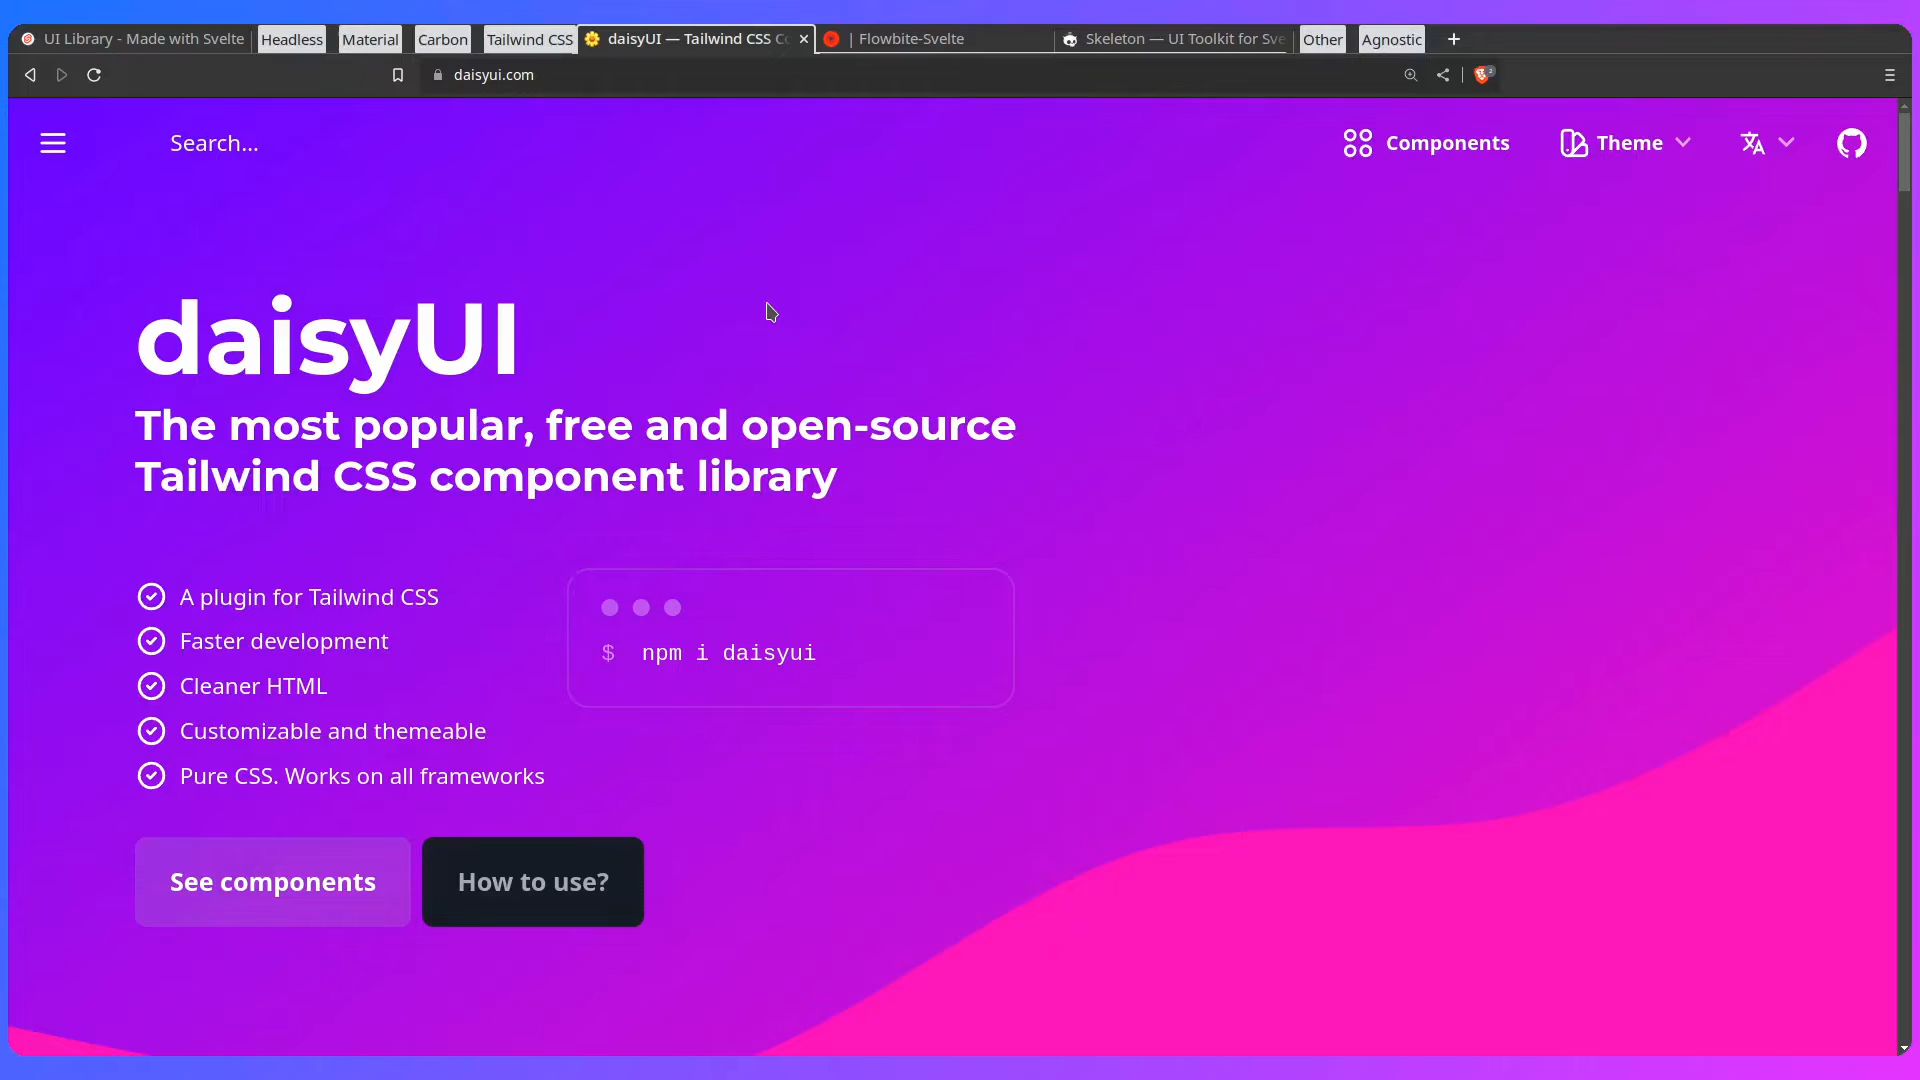 UI Library - Made with Svelte
Headless
Material
Carbon
Tailwind CSS
daisyUI — Tailwind CSS Co
| Flowbite-Svelte
Skeleton — UI Toolkit for Sve
Other
Agnostic
daisyui.com
2
Search...
Components
Theme
daisyUI
The most popular, free and open-source
Tailwind CSS component library
A plugin for Tailwind CSS
Faster development
Cleaner HTML
Customizable and themeable
Pure CSS. Works on all frameworks
$ npm i daisyui
See components
How to use?